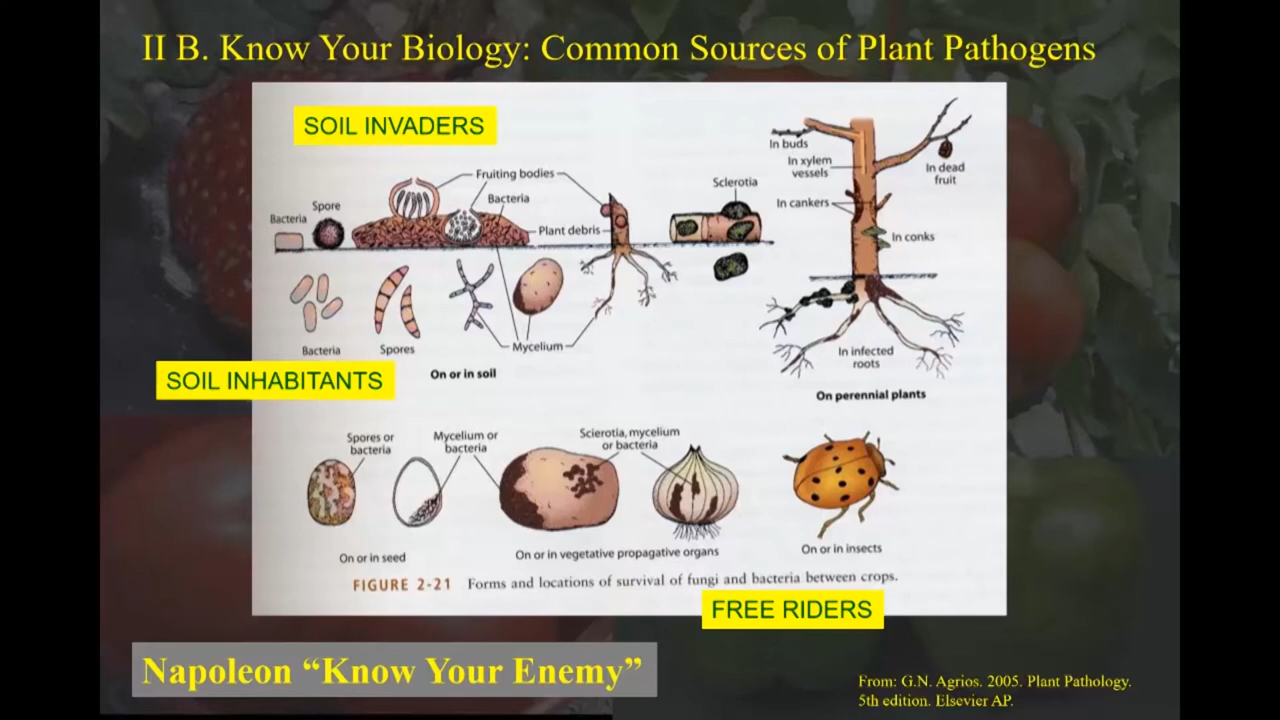 II B. Know Your Biology: Common Sources of Plant Pathogens
SOIL INVADERS
Fruiting bodies
Bacteria
Spore
Bacteria
Plant debris
Bacteria
Spores
Mycelium
On or in soil
SOIL INHABITANTS
Sclerotia
In buds
In xylem
vessels
In dead
fruit
In cankers
In conks
In infected
roots
On perennial plants
Spores or
bacteria
Mycelium or
bacteria
Sclerotia, mycelium
or bacteria
On or in seed
On or in vegetative propagative organs
On or in insects
FIGURE 2-21 Forms and locations of survival of fungi and bacteria between crops.
FREE RIDERS
Napoleon “Know Your Enemy”
From: G.N. Agrios. 2005. Plant Pathology.
5th edition. Elsevier AP.